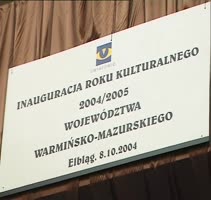 INAUGURACJA ROKU KULTURALNEGO
2004/2005
WOJEWÓDZTWA
WARMIŃSKO-MAZURSKIEGO
Elbląg, 8.10.2004